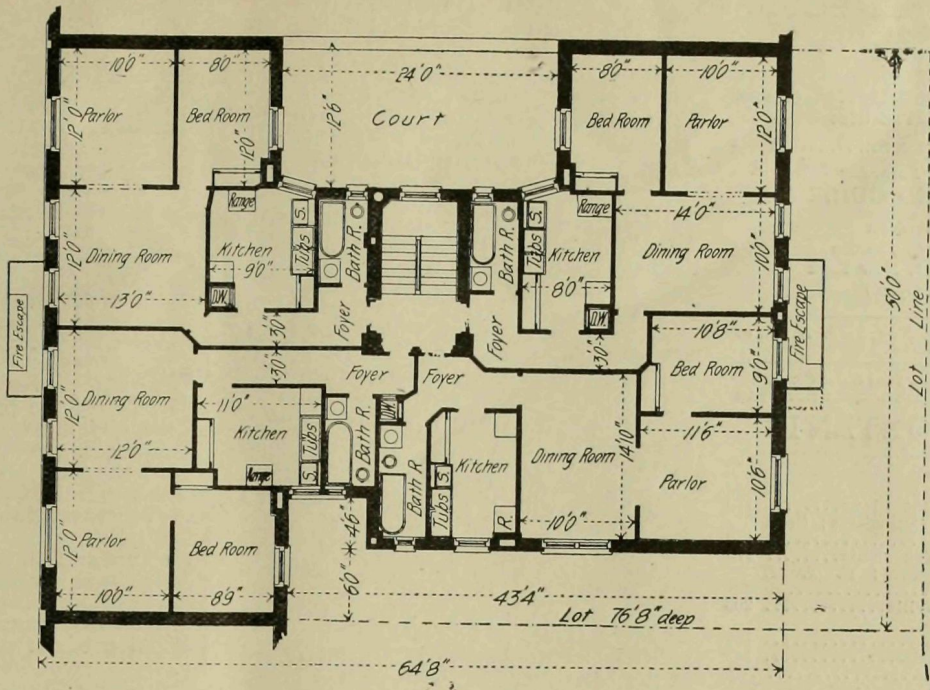 10'0"
8'0"
24'0"
8'0"
10'0"
12'0"
Parlor
Bed Room
12'0"
12'6"
Court
Bed Room
Parlor
12'0"
Range
S.
Tubs
Kitchen
9'0"
D.W.
Bath R.
Foyer
Bath R.
Foyer
S.
Tubs
Range
Kitchen
8'0"
D.W.
14'0"
Dining Room
10'0"
12'0"
Dining Room
13'0"
Fire Escape
3'0"
3'0"
3'0"
10'8"
Bed Room
9'0"
Fire Escape
50'0"
Lot Line
Foyer
Foyer
12'0"
Dining Room
12'0"
11'0"
Kitchen
Tubs
S.
Range
Bath R.
D.W.
Bath R
Kitchen
S.
Tubs
R.
Dining Room
14'0"
10'0"
11'6"
Parlor
10'6"
12'0"
Parlor
10'0"
Bed Room
8'9"
4'6"
6'0"
43'4"
Lot 76'8" deep
64'8"